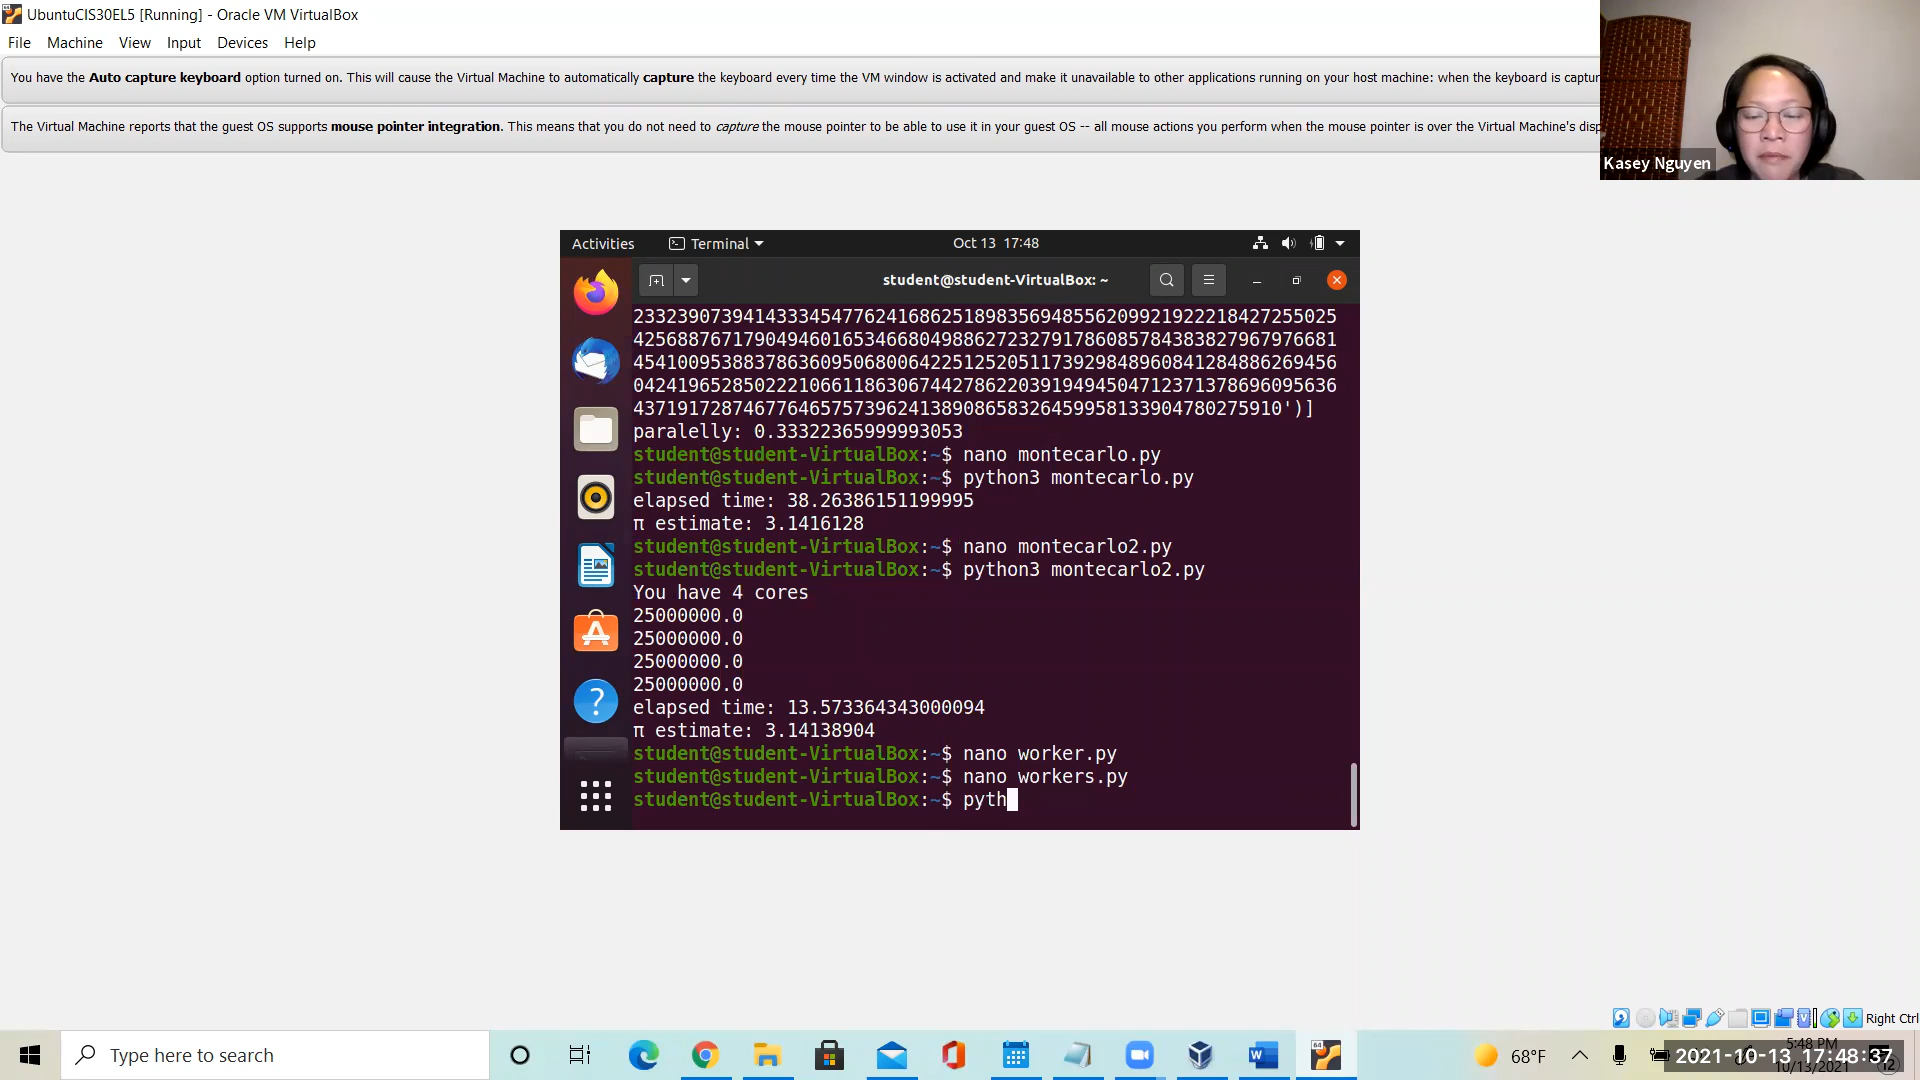 UbuntuCIS30EL5 [Running] - Oracle VM VirtualBox
File Machine View Input Devices Help
You have the Auto capture keyboard option turned on. This will cause the Virtual Machine to automatically capture the keyboard every time the VM window is activated and make it unavailable to other applications running on your host machine: when the keyboard is captur
The Virtual Machine reports that the guest OS supports mouse pointer integration. This means that you do not need to capture the mouse pointer to be able to use it in your guest OS -- all mouse actions you perform when the mouse pointer is over the Virtual Machine's disp
Kasey Nguyen
Activities Terminal Oct 13 17:48
student@student-VirtualBox: ~
2332390739414333454776241686251898356948556209921922218427255025
4256887671790494601653466804988627232791786085784383827967976681
4541009538837863609506800642251252051173929848960841284886269456
0424196528502221066118630674427862203919494504712371378696095636
43719172874677646575739624138908658326459958133904780275910')]
paralelly: 0.33322365999993053
student@student-VirtualBox:~$ nano montecarlo.py
student@student-VirtualBox:~$ python3 montecarlo.py
elapsed time: 38.26386151199995
π estimate: 3.1416128
student@student-VirtualBox:~$ nano montecarlo2.py
student@student-VirtualBox:~$ python3 montecarlo2.py
You have 4 cores
25000000.0
25000000.0
25000000.0
25000000.0
elapsed time: 13.573364343000094
π estimate: 3.14138904
student@student-VirtualBox:~$ nano worker.py
student@student-VirtualBox:~$ nano workers.py
student@student-VirtualBox:~$ pyth
Right Ctrl
Type here to search
68°F
5:48 PM
10/13/2021
2021-10-13 17:48:37